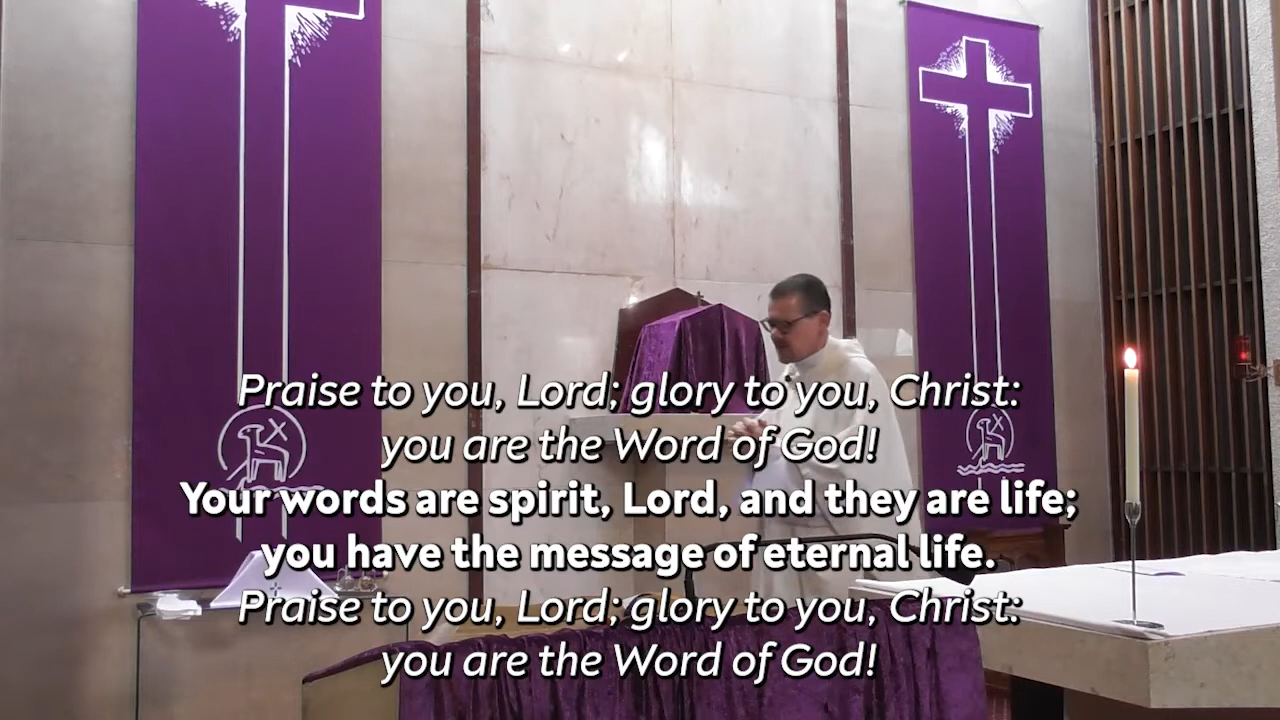 Praise to you, Lord; glory to you, Christ:
you are the Word of God!
Your words are spirit, Lord, and they are life;
you have the message of eternal life.
Praise to you, Lord; glory to you, Christ:
you are the Word of God!